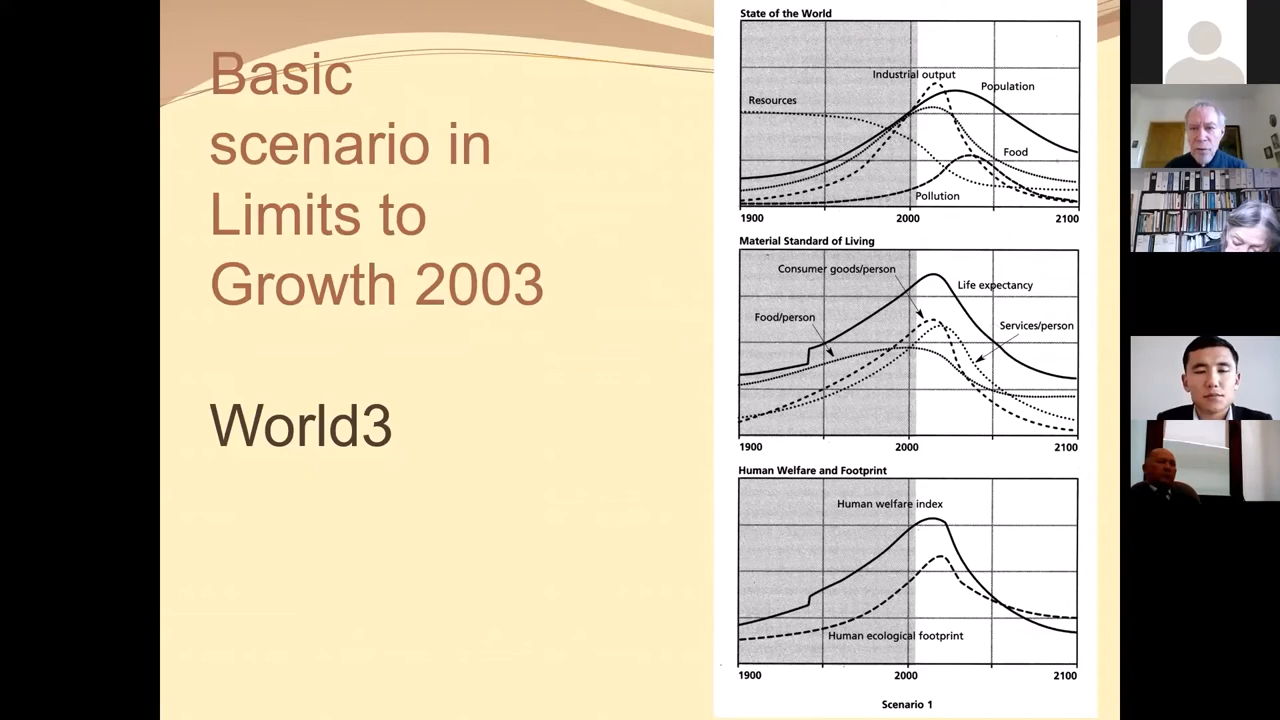 Basic
scenario in
Limits to
Growth 2003
World3
State of the World
Industrial output
Population
Resources
Food
Pollution
1900
2000
2100
Material Standard of Living
Consumer goods/person
Life expectancy
Food/person
Services/person
1900
2000
2100
Human Welfare and Footprint
Human welfare index
Human ecological footprint
1900
2000
2100
Scenario 1